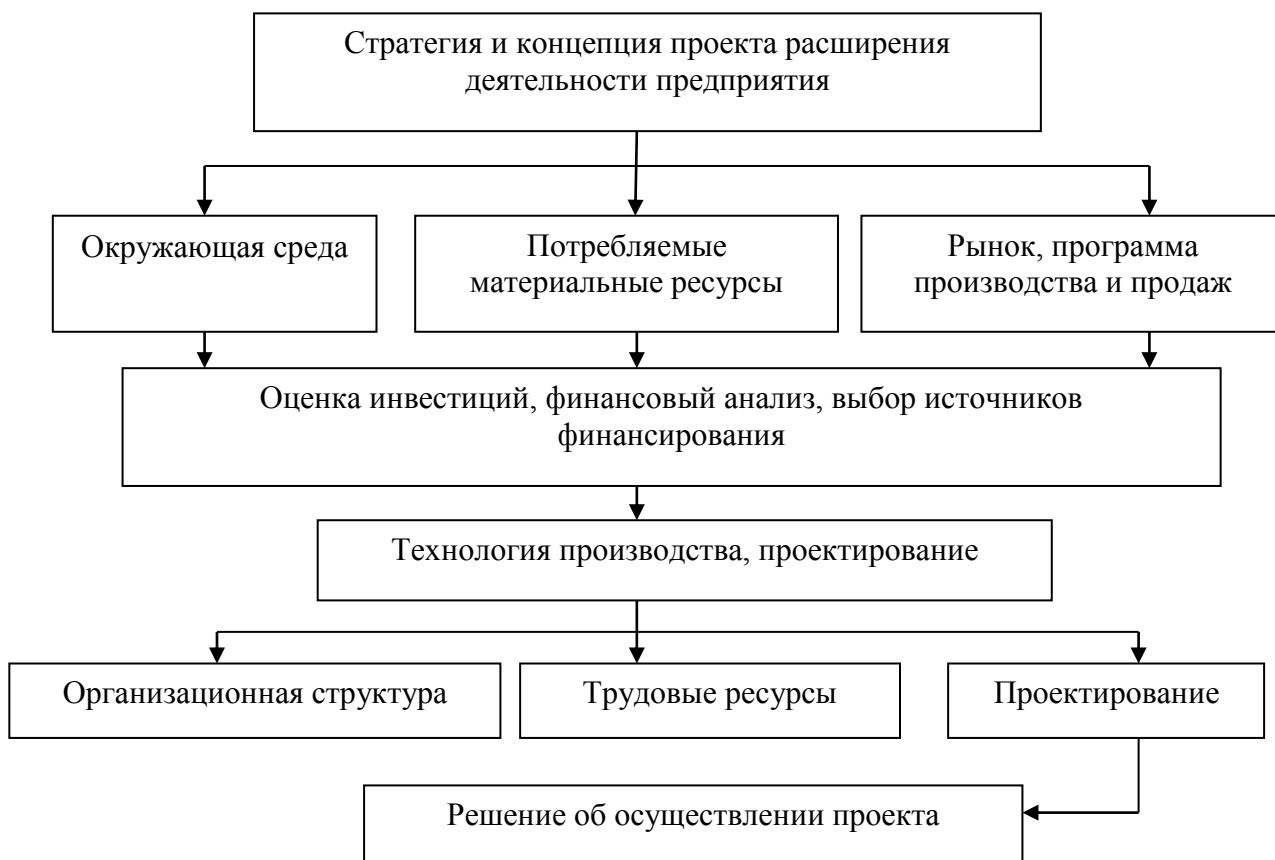 Стратегия и концепция проекта расширения
деятельности предприятия
Окружающая среда
Потребляемые
материальные ресурсы
Рынок, программа
производства и продаж
Оценка инвестиций, финансовый анализ, выбор источников
финансирования
Технология производства, проектирование
Организационная структура
Трудовые ресурсы
Проектирование
Решение об осуществлении проекта